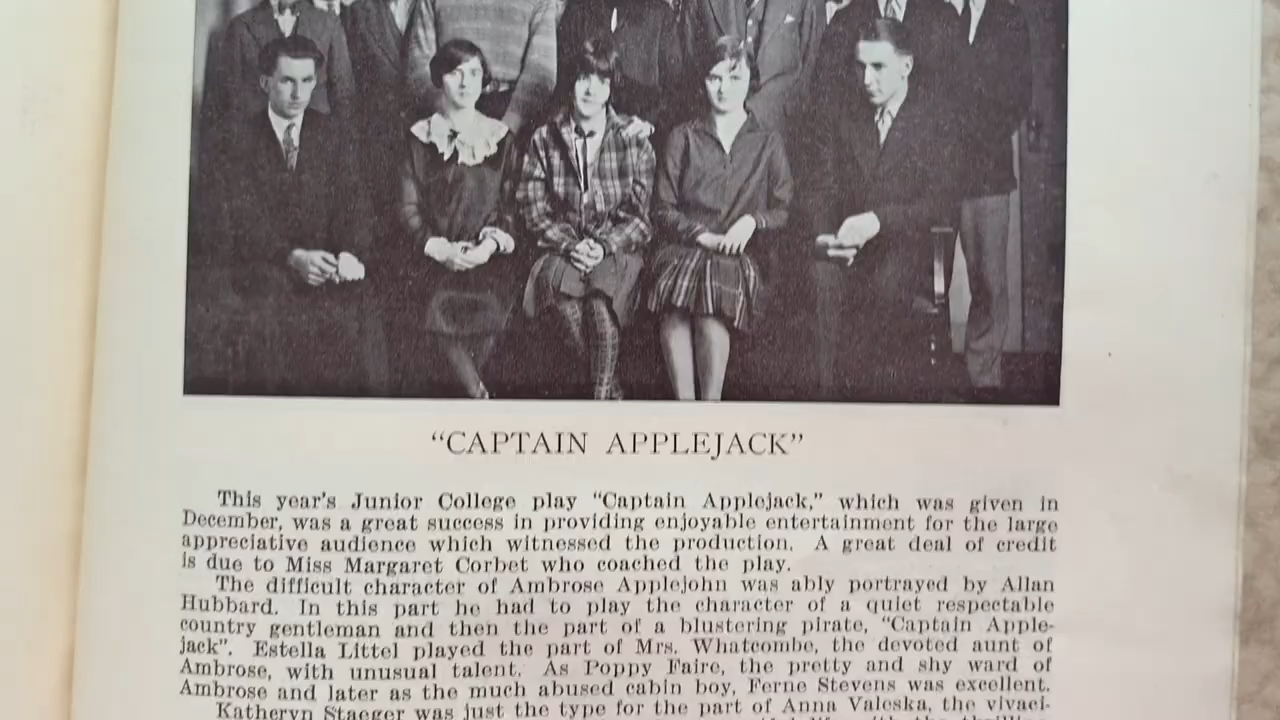 “CAPTAIN APPLEJACK”
This year's Junior College play “Captain Applejack,” which was given in
December, was a great success in providing enjoyable entertainment for the large
appreciative audience which witnessed the production. A great deal of credit
is due to Miss Margaret Corbet who coached the play.
The difficult character of Ambrose Applejohn was ably portrayed by Allan
Hubbard. In this part he had to play the character of a quiet respectable
country gentleman and then the part of a blustering pirate, “Captain Apple-
jack”. Estella Littel played the part of Mrs. Whatcombe, the devoted aunt of
Ambrose, with unusual talent. As Poppy Faire, the pretty and shy ward of
Ambrose and later as the much abused cabin boy, Ferne Stevens was excellent.
Katheryn Staeger was just the type for the part of Anna Valeska, the vivaci-